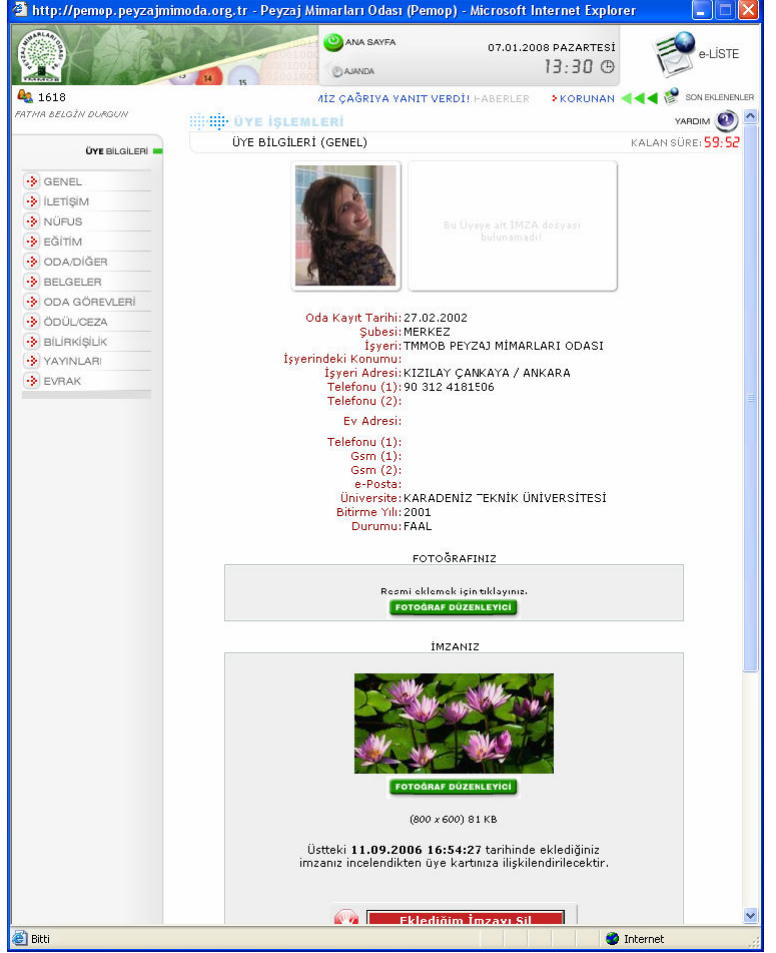 http://pemop.peyzajmimoda.org.tr - Peyzaj Mimarları Odası (Pemop) - Microsoft Internet Explorer
PEYZAJ MİMARLARI ODASI
TMMOB
14
15
ANA SAYFA
AJANDA
07.01.2008 PAZARTESİ
13:30
e-LİSTE
1618
FATMA BELGİN DURGUN
MİZ ÇAĞRIYA YANIT VERDİ! HABERLER
KORUNAN
SON EKLENENLER
ÜYE İŞLEMLERİ
YARDIM
ÜYE BİLGİLERİ (GENEL)
KALAN SÜRE: 59:52
ÜYE BİLGİLERİ
GENEL
İLETİŞİM
NÜFUS
EĞİTİM
ODA/DİĞER
BELGELER
ODA GÖREVLERİ
ÖDÜL/CEZA
BİLİRKİŞİLİK
YAYINLARI
EVRAK
Bu Üyeye ait İMZA dosyası
bulunamadı!
Oda Kayıt Tarihi: 27.02.2002
Şubesi: MERKEZ
İşyeri: TMMOB PEYZAJ MİMARLARI ODASI
İşyerindeki Konumu:
İşyeri Adresi: KIZILAY ÇANKAYA / ANKARA
Telefonu (1): 90 312 4181506
Telefonu (2):
Ev Adresi:
Telefonu (1):
Gsm (1):
Gsm (2):
e-Posta:
Üniversite: KARADENİZ TEKNİK ÜNİVERSİTESİ
Bitirme Yılı: 2001
Durumu: FAAL
FOTOĞRAFINIZ
Resmi eklemek için tıklayınız.
FOTOĞRAF DÜZENLEYİCİ
İMZANIZ
FOTOĞRAF DÜZENLEYİCİ
(800 x 600) 81 KB
Üstteki 11.09.2006 16:54:27 tarihinde eklediğiniz
imzanız incelendikten üye kartınıza ilişkilendirilecektir.
Eklediğim İmzayı Sil
Bitti
Internet